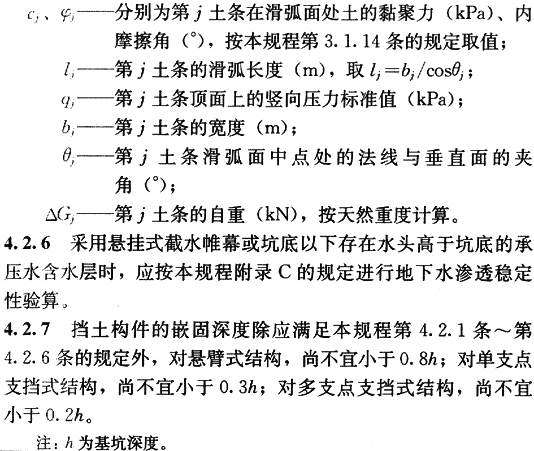 c_j、φ_j——分别为第 j 土条在滑弧面处土的黏聚力（kPa）、内
摩擦角（°），按本规程第 3.1.14 条的规定取值；
l_j——第 j 土条的滑弧长度（m），取 l_j=b_j/cosθ_j；
q_j——第 j 土条顶面上的竖向压力标准值（kPa）；
b_j——第 j 土条的宽度（m）；
θ_j——第 j 土条滑弧面中点处的法线与垂直面的夹
角（°）；
ΔG_j——第 j 土条的自重（kN），按天然重度计算。
4.2.6 采用悬挂式截水帷幕或坑底以下存在水头高于坑底的承
压水含水层时，应按本规程附录 C 的规定进行地下水渗透稳定
性验算。
4.2.7 挡土构件的嵌固深度除应满足本规程第 4.2.1 条～第
4.2.6 条的规定外，对悬臂式结构，尚不宜小于 0.8h；对单支点
支挡式结构，尚不宜小于 0.3h；对多支点支挡式结构，尚不宜
小于 0.2h。
注：h 为基坑深度。